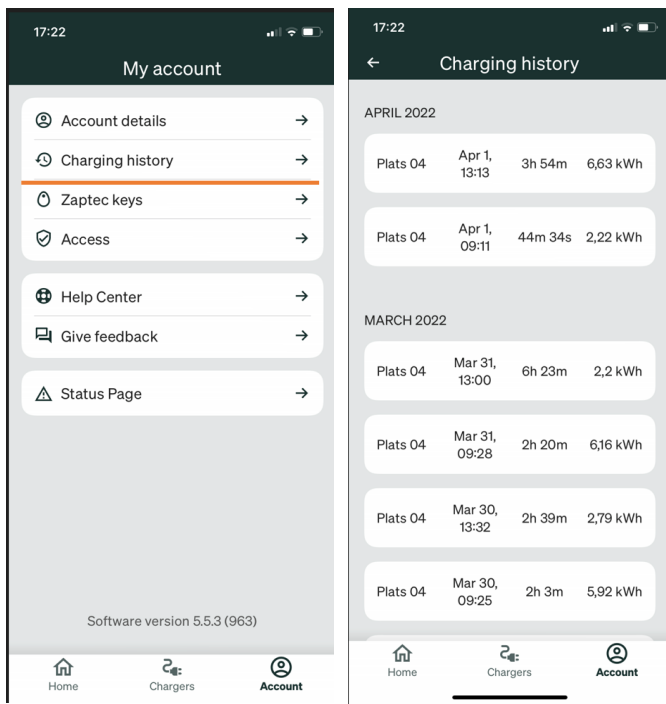 17:22
My account
Account details
Charging history
Zaptec keys
Access
Help Center
Give feedback
Status Page
Software version 5.5.3 (963)
Home Chargers Account
17:22
Charging history
APRIL 2022
Plats 04 Apr 1, 13:13 3h 54m 6,63 kWh
Plats 04 Apr 1, 09:11 44m 34s 2,22 kWh
MARCH 2022
Plats 04 Mar 31, 13:00 6h 23m 2,2 kWh
Plats 04 Mar 31, 09:28 2h 20m 6,16 kWh
Plats 04 Mar 30, 13:32 2h 39m 2,79 kWh
Plats 04 Mar 30, 09:25 2h 3m 5,92 kWh
Home Chargers Account